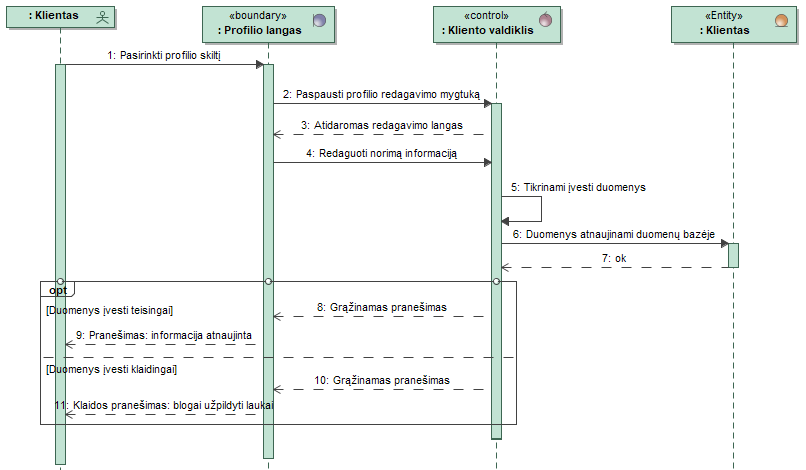 : Klientas
«boundary»
: Profilio langas
«control»
: Kliento valdiklis
«Entity»
: Klientas
1: Pasirinkti profilio skiltį
2: Paspausti profilio redagavimo mygtuką
3: Atidaromas redagavimo langas
4: Redaguoti norimą informaciją
5: Tikrinami įvesti duomenys
6: Duomenys atnaujinami duomenų bazėje
7: ok
opt
[Duomenys įvesti teisingai]
8: Grąžinamas pranešimas
9: Pranešimas: informacija atnaujinta
[Duomenys įvesti klaidingai]
10: Grąžinamas pranešimas
11: Klaidos pranešimas: blogai užpildyti laukai